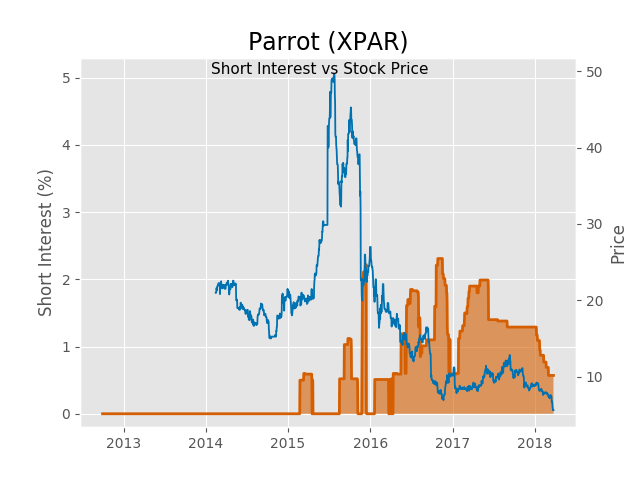 Parrot (XPAR)
Short Interest vs Stock Price
Short Interest (%)
5
4
3
2
1
0
50
40
30
20
10
Price
2013 2014 2015 2016 2017 2018